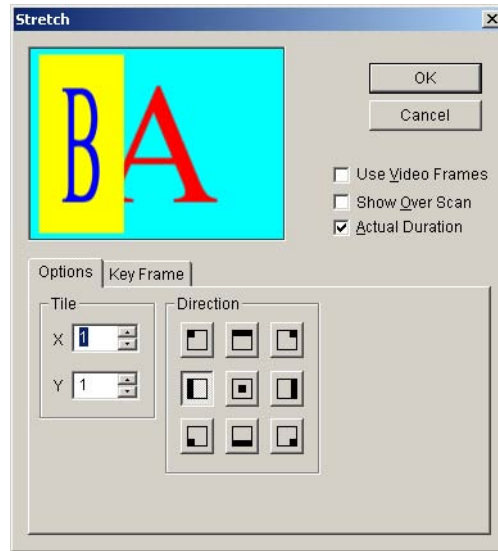 Stretch
B A
OK
Cancel
Use Video Frames
Show Over Scan
Actual Duration
Options Key Frame
Tile Direction
X 1
Y 1